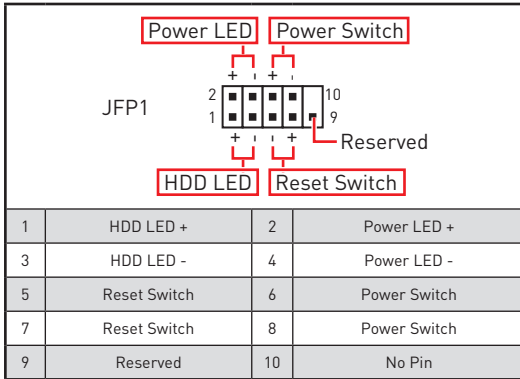 Power LED Power Switch
+ - + -
JFP1
2 10
1 9
+ - - +
Reserved
HDD LED Reset Switch
1 HDD LED + 2 Power LED +
3 HDD LED - 4 Power LED -
5 Reset Switch 6 Power Switch
7 Reset Switch 8 Power Switch
9 Reserved 10 No Pin